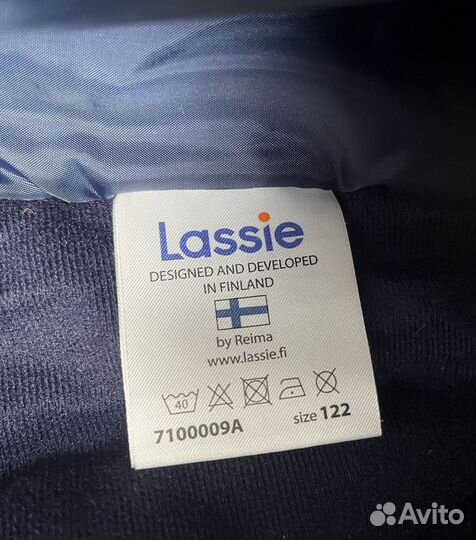 Lassie
DESIGNED AND DEVELOPED
IN FINLAND
by Reima
www.lassie.fi
40
7100009A size 122
Avito